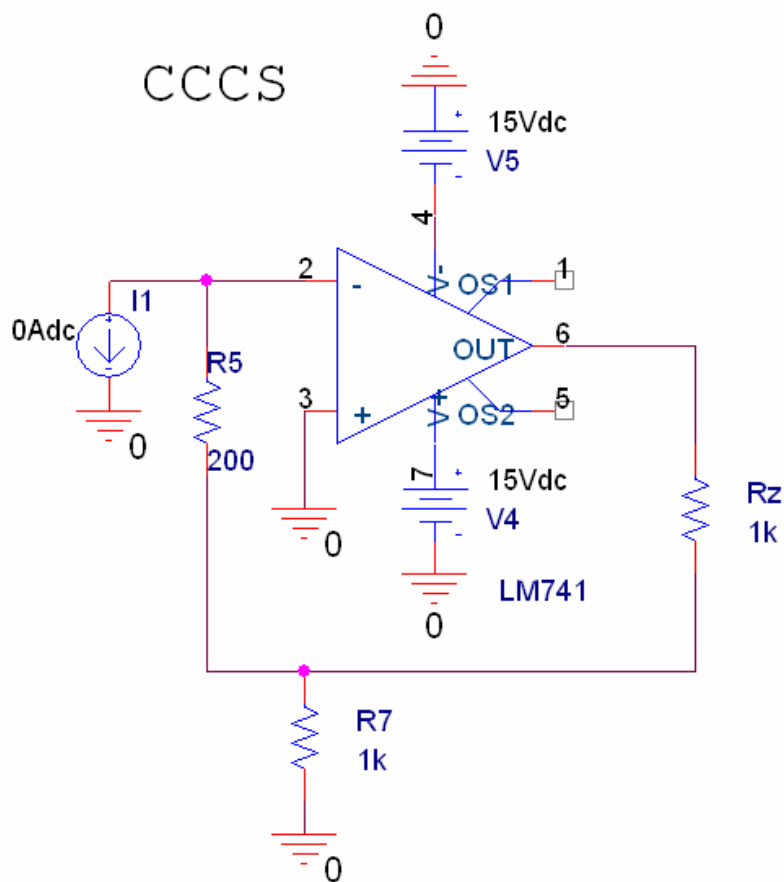 0
CCCS
15Vdc
V5
4
2
-
V-
OS1
1
I1
0Adc
R5
OUT
6
3
+
V+
OS2
5
0
200
7
15Vdc
V4
Rz
1k
0
LM741
0
R7
1k
0